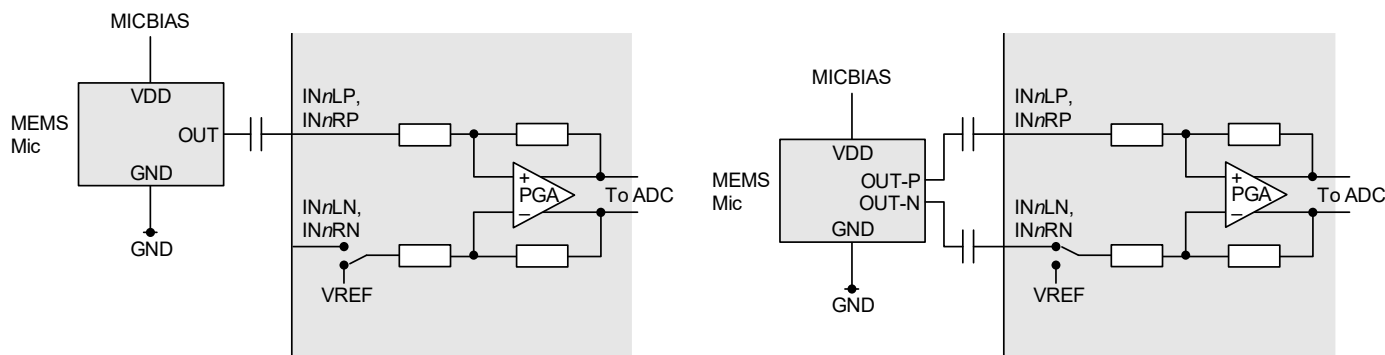 MICBIAS
VDD
MEMS
Mic
OUT
GND
GND
INnLP,
INnRP
+
PGA
–
To ADC
INnLN,
INnRN
VREF
MICBIAS
VDD
MEMS
Mic
OUT-P
OUT-N
GND
GND
INnLP,
INnRP
+
PGA
–
To ADC
INnLN,
INnRN
VREF